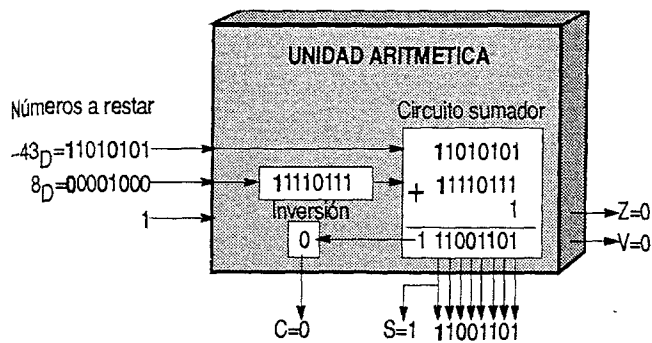 UNIDAD ARITMETICA
Números a restar
Circuito sumador
-43D=11010101
11010101
8D=00001000
11110111
+ 11110111
1
1
Inversión
Z=0
0
1 11001101
V=0
C=0
S=1
11001101